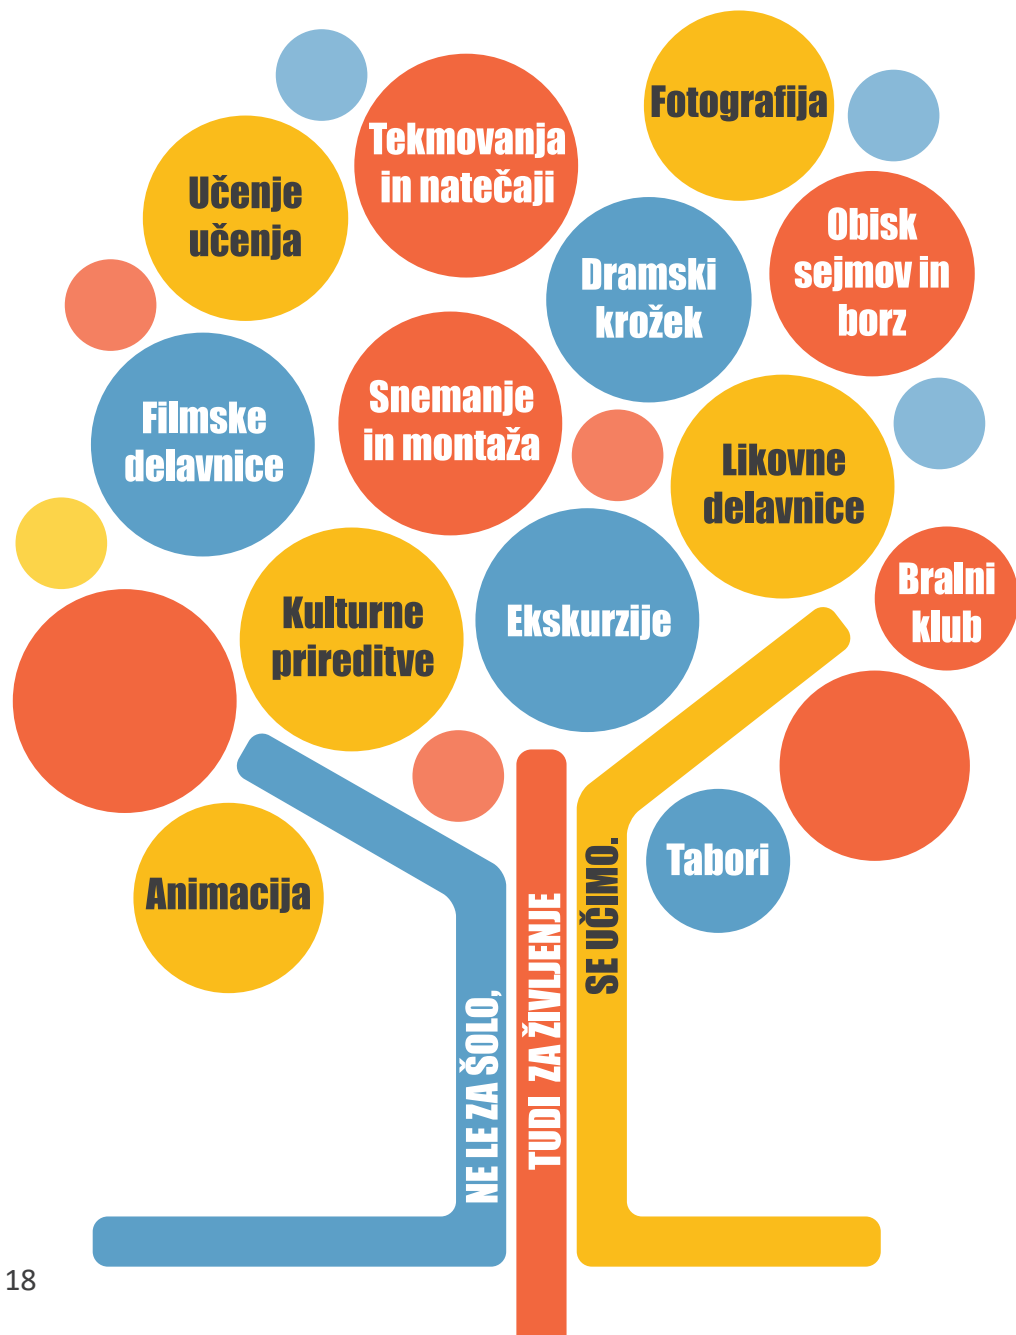 Fotografija
Tekmovanja
in natečaji
Učenje
učenja
Obisk
sejmov in
borz
Dramski
krožek
Snemanje
in montaža
Filmske
delavnice
Likovne
delavnice
Bralni
klub
Kulturne
prireditve
Ekskurzije
Animacija
Tabori
NE LE ZA ŠOLO,
TUDI ZA ŽIVLJENJE
SE UČIMO.
18